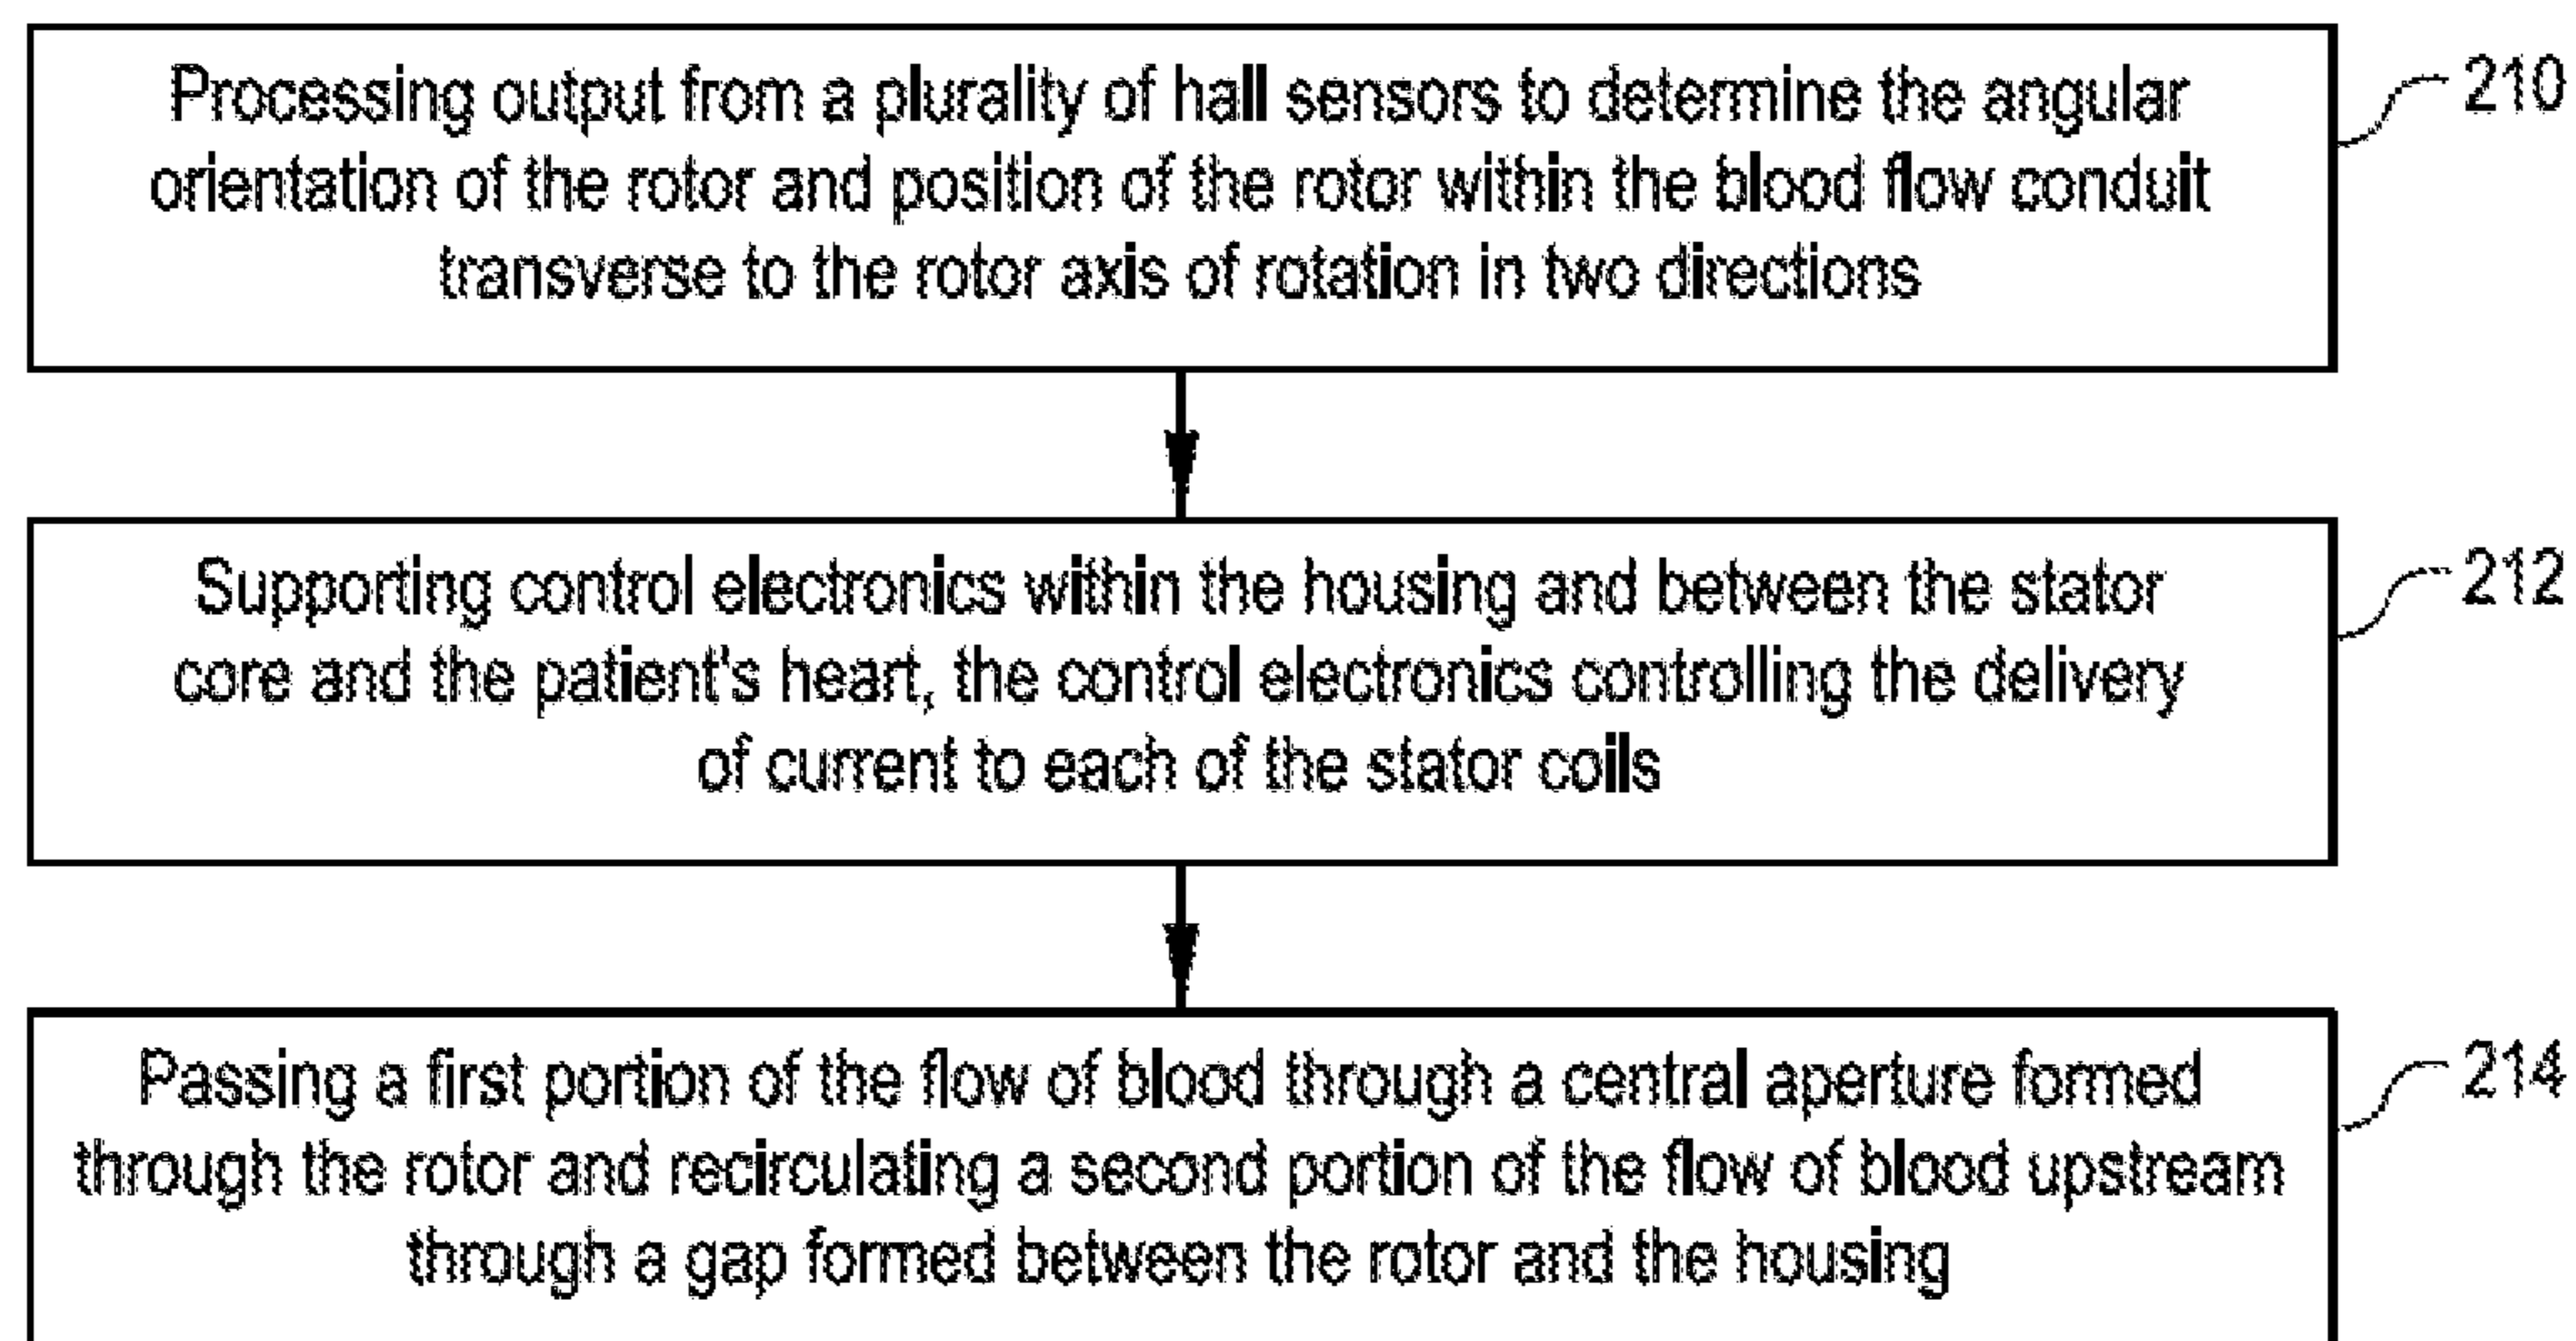 Processing output from a plurality of hall sensors to determine the angular
orientation of the rotor and position of the rotor within the blood flow conduit
transverse to the rotor axis of rotation in two directions
210
Supporting control electronics within the housing and between the stator
core and the patient's heart, the control electronics controlling the delivery
of current to each of the stator coils
212
Passing a first portion of the flow of blood through a central aperture formed
through the rotor and recirculating a second portion of the flow of blood upstream
through a gap formed between the rotor and the housing
214